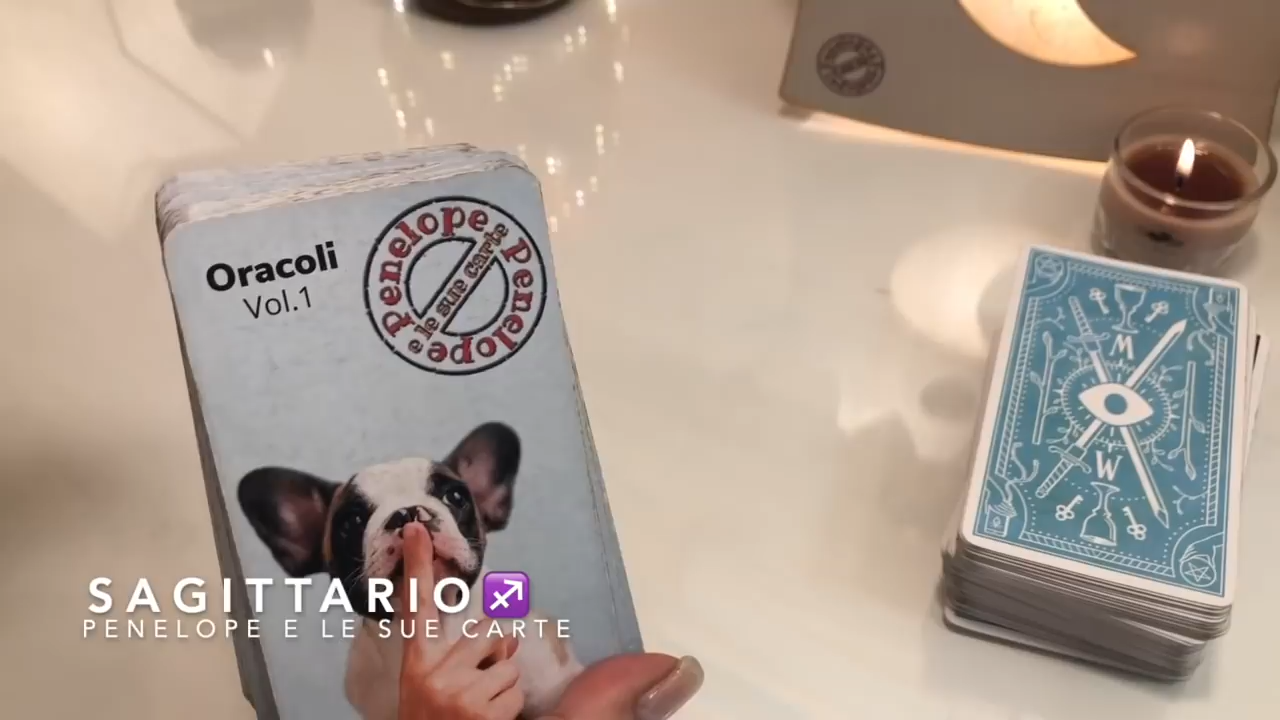 Oracoli
Vol.1
Penelope e Penelope e
le sue carte
M
W
SAGITTARIO♐
PENELOPE E LE SUE CARTE